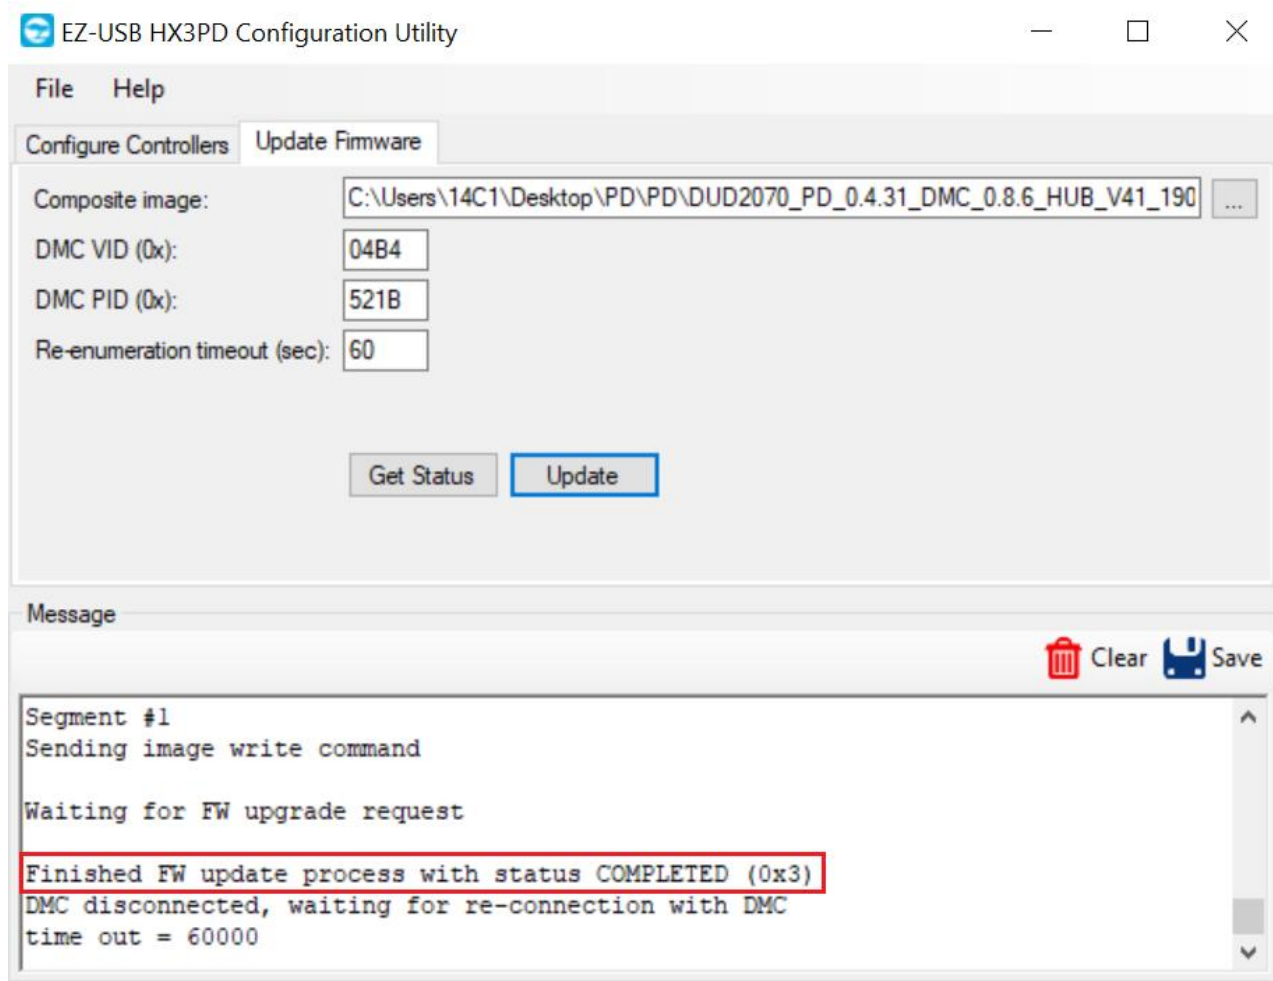 EZ-USB HX3PD Configuration Utility
File Help
Configure Controllers Update Firmware
Composite image: C:\Users\14C1\Desktop\PD\PD\DUD2070_PD_0.4.31_DMC_0.8.6_HUB_V41_190 ...
DMC VID (0x): 04B4
DMC PID (0x): 521B
Re-enumeration timeout (sec): 60
Get Status Update
Message
Clear Save
Segment #1
Sending image write command
Waiting for FW upgrade request
Finished FW update process with status COMPLETED (0x3)
DMC disconnected, waiting for re-connection with DMC
time out = 60000